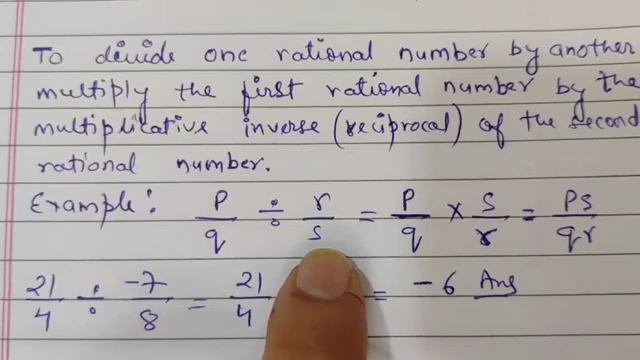 To divide one rational number by another
multiply the first rational number by the
multiplicative inverse (reciprocal) of the second
rational number.
Example: P/q ÷ r/s = P/q × s/r = Ps/qr
21/4 ÷ -7/8 = 21/4 = -6 Ans